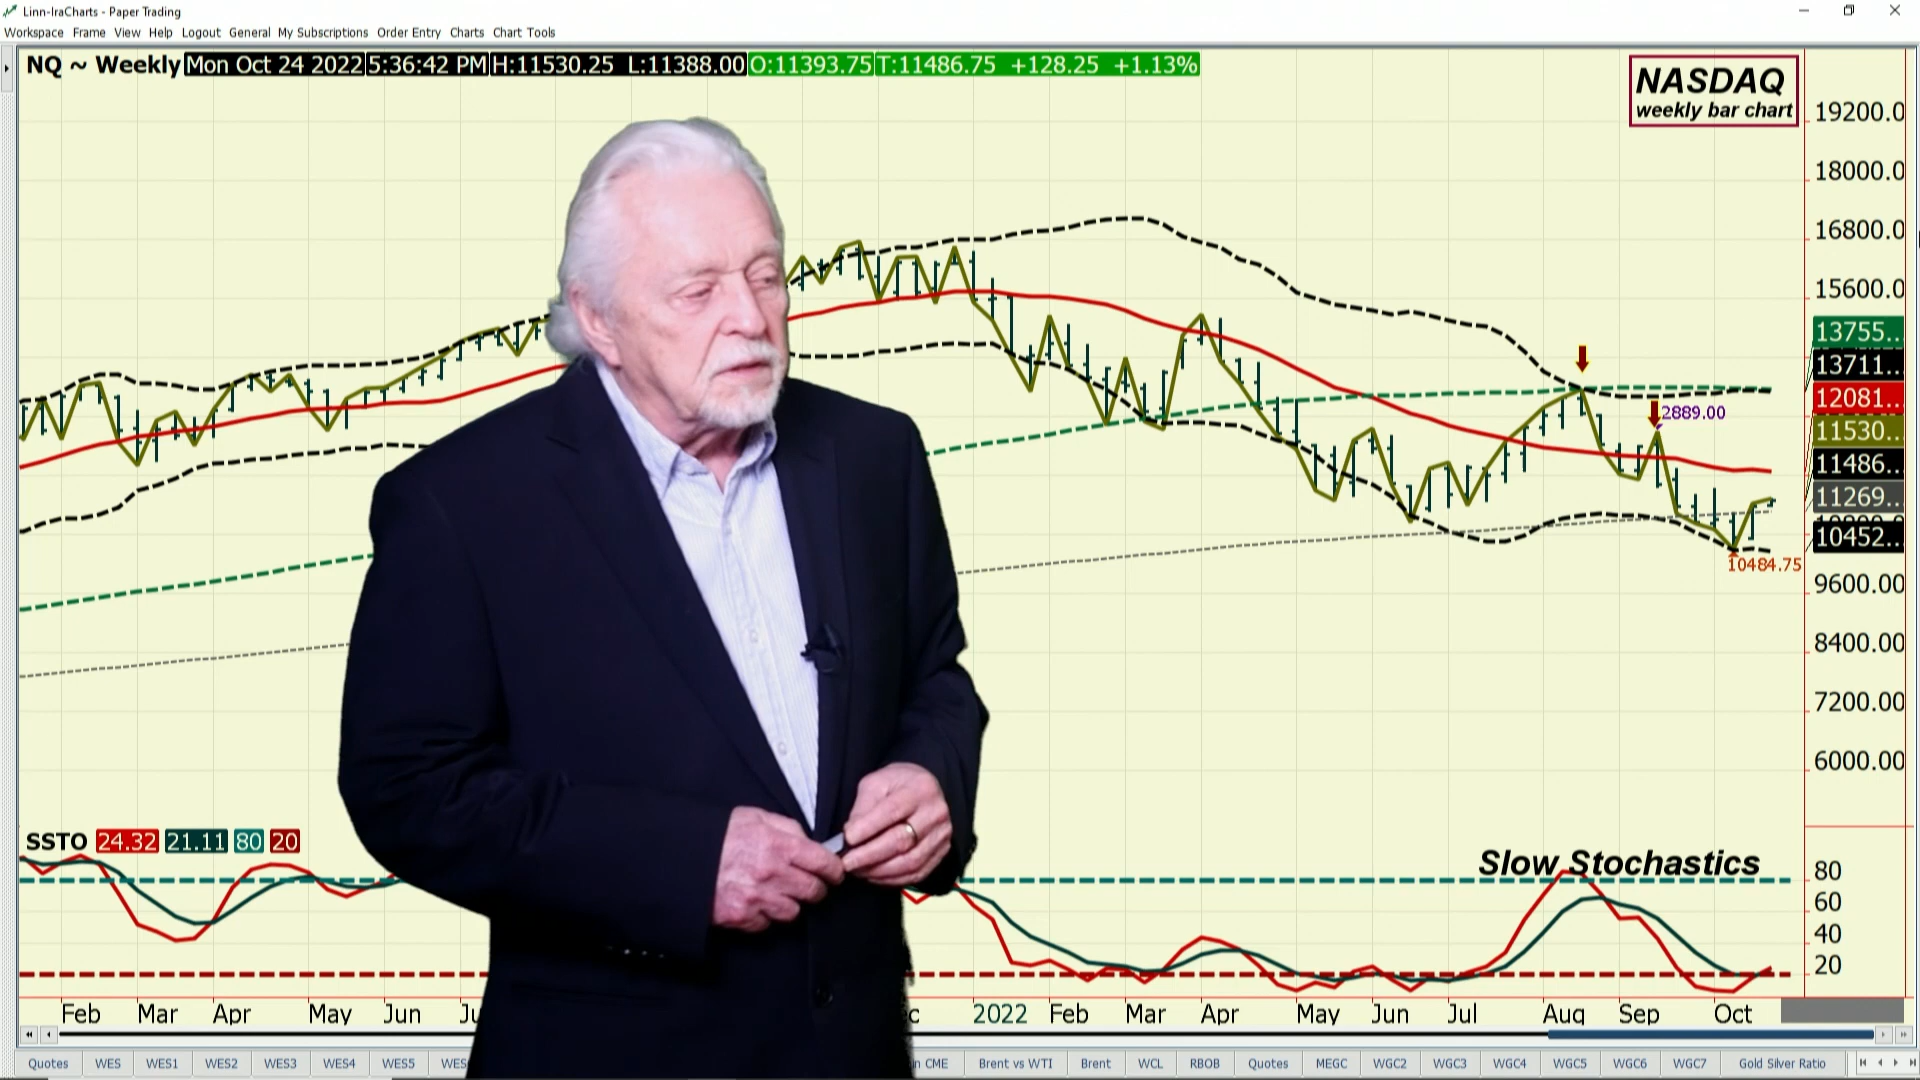 Linn-IraCharts - Paper Trading
Workspace Frame View Help Logout General My Subscriptions Order Entry Charts Chart Tools
NQ ~ Weekly Mon Oct 24 2022 5:36:42 PM H:11530.25 L:11388.00 O:11393.75 T:11486.75 +128.25 +1.13%
NASDAQ
weekly bar chart
19200.0
18000.0
16800.0
15600.0
13755..
13711..
12081..
2889.00
11530..
11486..
11269..
10452..
10484.75
9600.00
8400.00
7200.00
6000.00
SSTO 24.32 21.11 80 20
Slow Stochastics
80
60
40
20
Feb Mar Apr May Jun 2022 Feb Mar Apr May Jun Jul Aug Sep Oct
Quotes WES WES1 WES2 WES3 WES4 WES5 WES CME Brent vs WTI Brent WCL RBOB Quotes MEGC WGC2 WGC3 WGC4 WGC5 WGC6 WGC7 Gold Silver Ratio